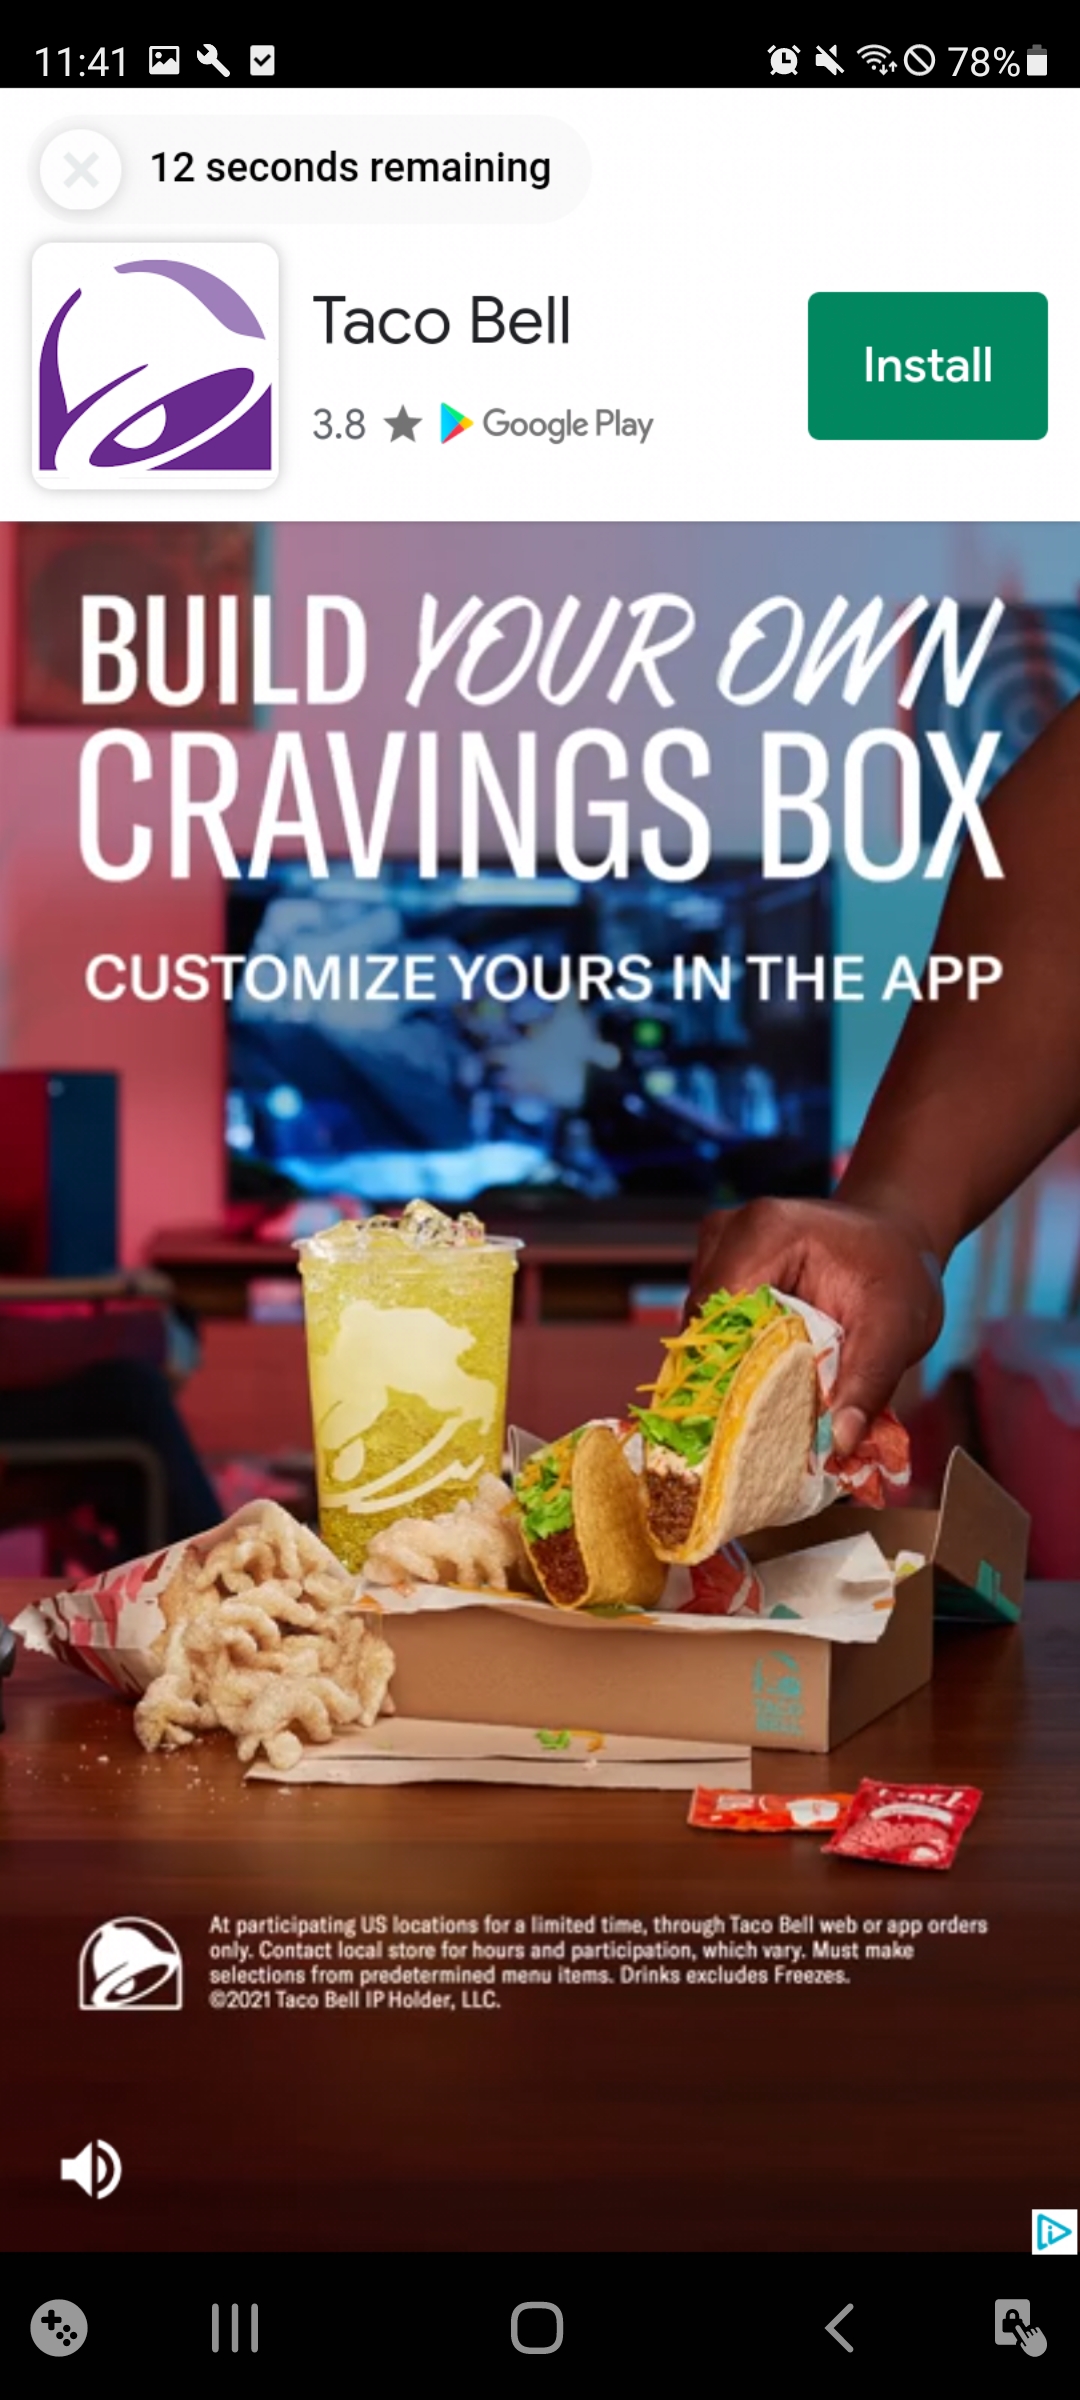 11:41
78%
12 seconds remaining
Taco Bell
Install
3.8 ★ Google Play
BUILD YOUR OWN
CRAVINGS BOX
CUSTOMIZE YOURS IN THE APP
TACO
BELL
At participating US locations for a limited time, through Taco Bell web or app orders
only. Contact local store for hours and participation, which vary. Must make
selections from predetermined menu items. Drinks excludes Freezes.
©2021 Taco Bell IP Holder, LLC.